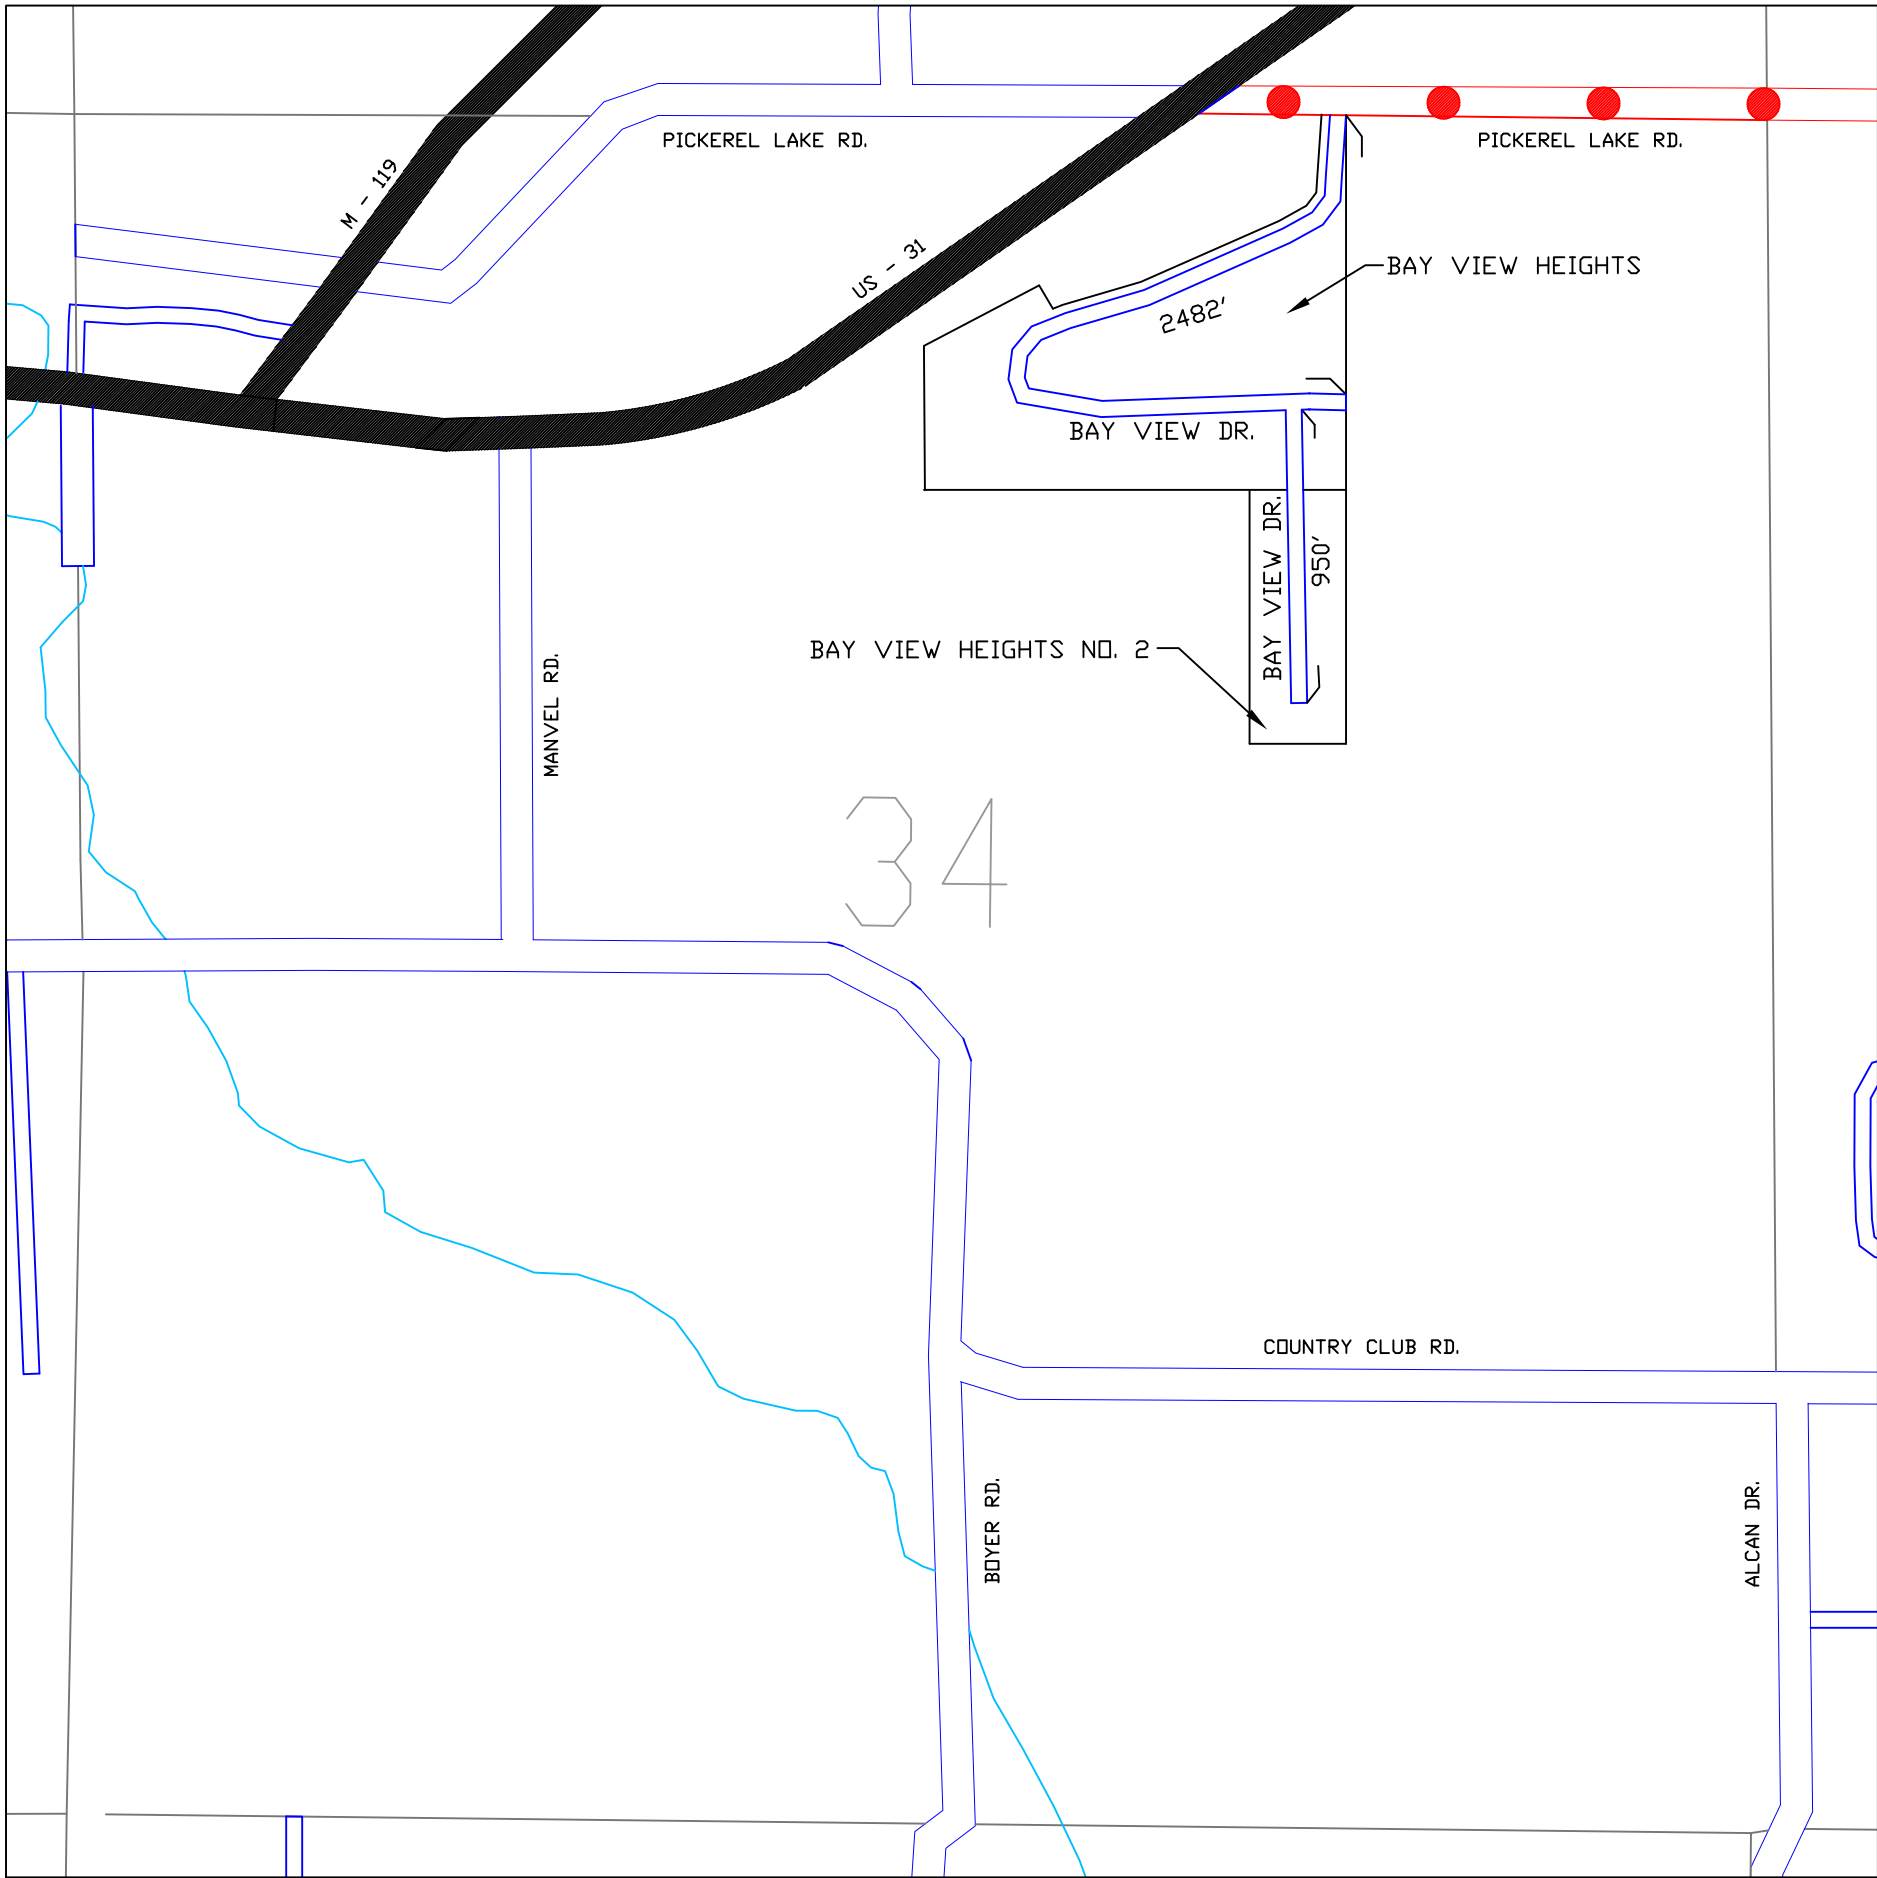 PICKEREL LAKE RD.
PICKEREL LAKE RD.
M - 119
US - 31
BAY VIEW HEIGHTS
2482'
BAY VIEW DR.
BAY VIEW DR.
950'
BAY VIEW HEIGHTS NO. 2
MANVEL RD.
34
COUNTRY CLUB RD.
BOYER RD.
ALCAN DR.